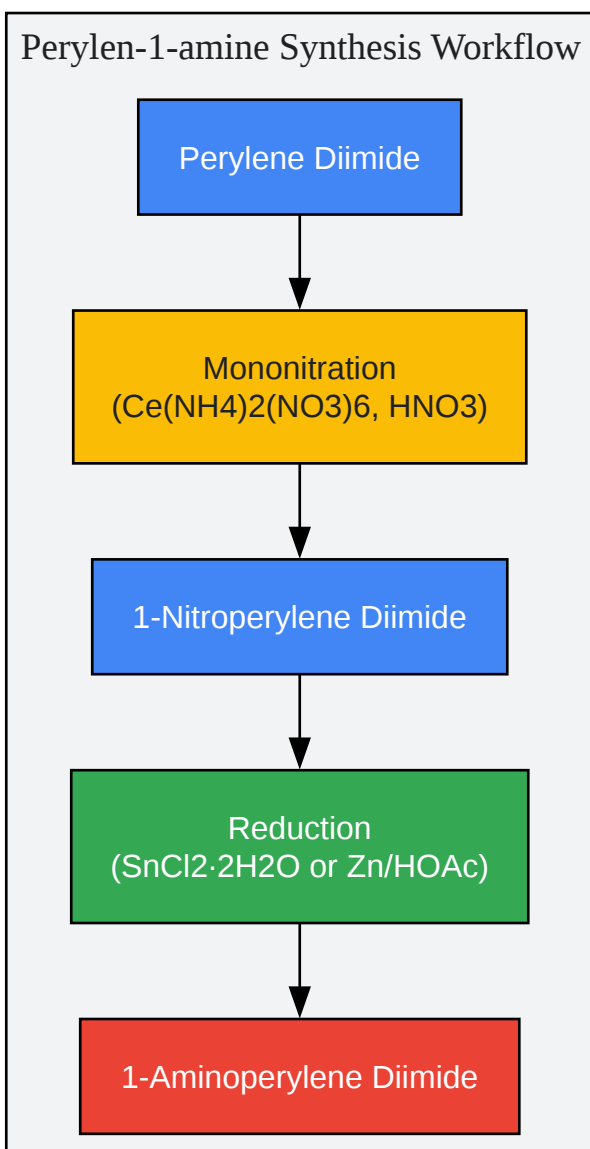 Perylen-1-amine Synthesis Workflow
Perylene Diimide
Mononitration
(Ce(NH4)2(NO3)6, HNO3)
1-Nitroperylene Diimide
Reduction
(SnCl2·2H2O or Zn/HOAc)
1-Aminoperylene Diimide